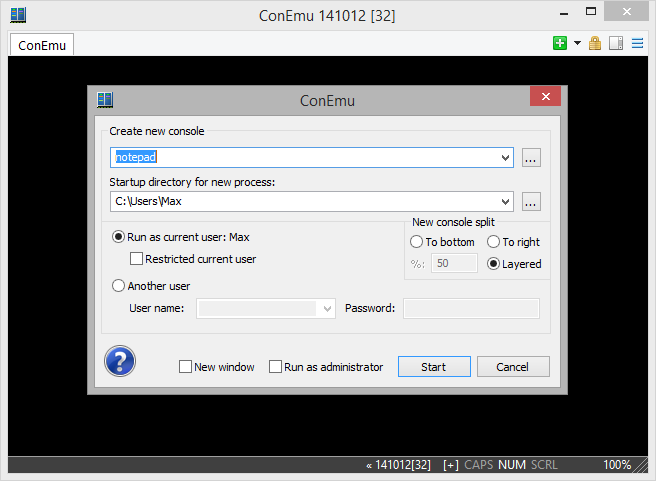 ConEmu 141012 [32]
ConEmu
ConEmu
Create new console
notepad
...
Startup directory for new process:
C:\Users\Max
...
Run as current user: Max
Restricted current user
New console split
To bottom
To right
%: 50
Layered
Another user
User name:
Password:
?
New window
Run as administrator
Start
Cancel
« 141012[32] [+] CAPS NUM SCRL 100%